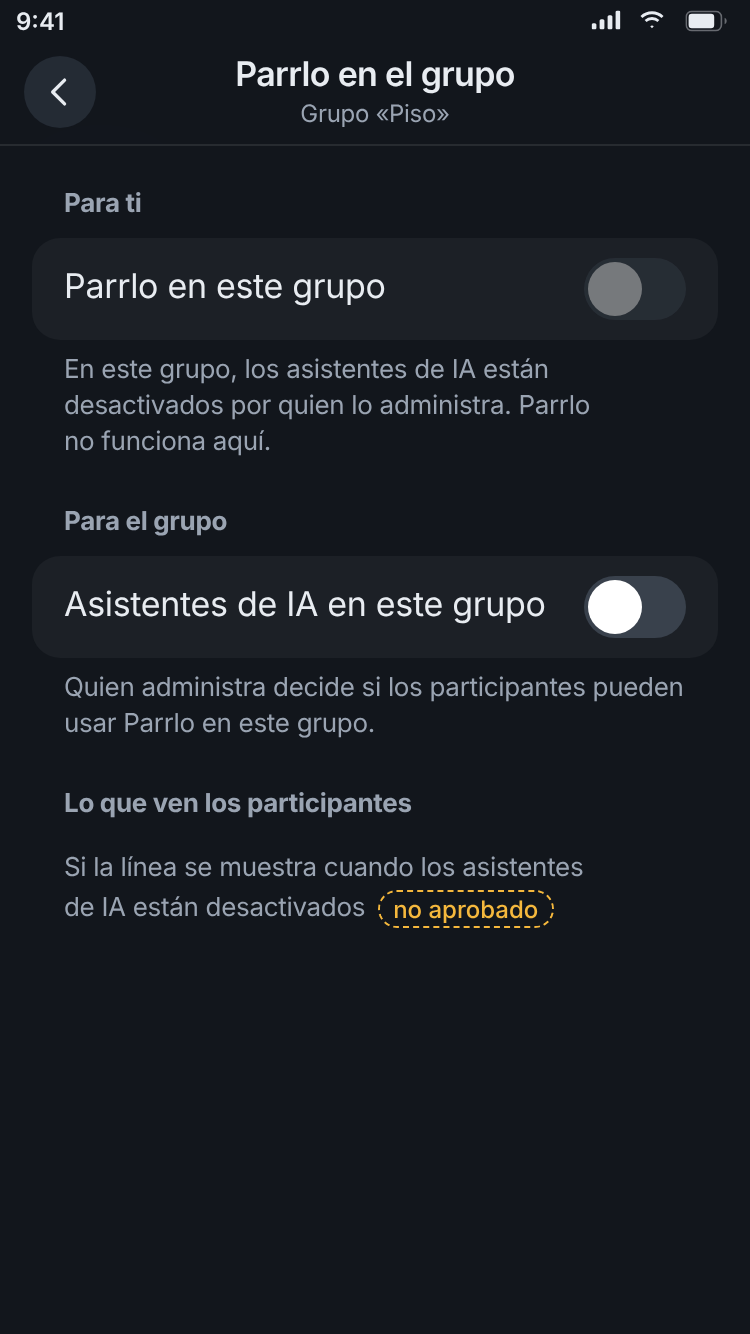 9:41
Parrlo en el grupo
Grupo «Piso»
Para ti
Parrlo en este grupo
En este grupo, los asistentes de IA están
desactivados por quien lo administra. Parrlo
no funciona aquí.
Para el grupo
Asistentes de IA en este grupo
Quien administra decide si los participantes pueden
usar Parrlo en este grupo.
Lo que ven los participantes
Si la línea se muestra cuando los asistentes
de IA están desactivados no aprobado